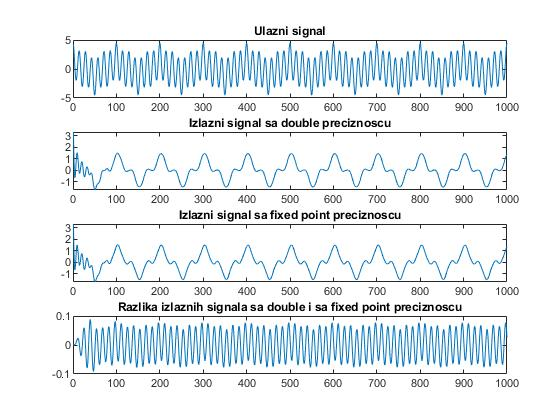 Ulazni signal
5
0
-5
0 100 200 300 400 500 600 700 800 900 1000
Izlazni signal sa double preciznoscu
3
2
1
0
-1
0 100 200 300 400 500 600 700 800 900 1000
Izlazni signal sa fixed point preciznoscu
3
2
1
0
-1
0 100 200 300 400 500 600 700 800 900 1000
Razlika izlaznih signala sa double i sa fixed point preciznoscu
0.1
0
-0.1
0 100 200 300 400 500 600 700 800 900 1000